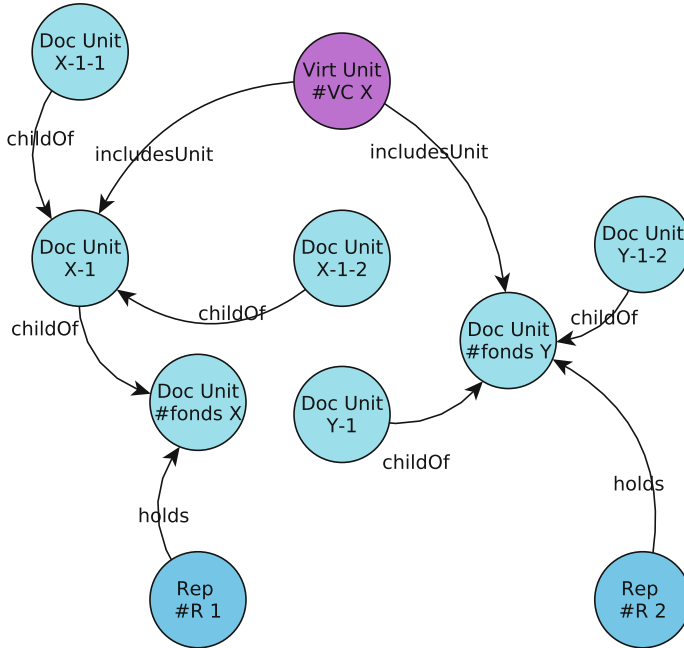 Doc Unit
X-1-1
Virt Unit
#VC X
childOf
includesUnit
includesUnit
Doc Unit
X-1
Doc Unit
X-1-2
Doc Unit
Y-1-2
childOf
childOf
childOf
Doc Unit
#fonds Y
Doc Unit
#fonds X
Doc Unit
Y-1
childOf
holds
holds
Rep
#R 1
Rep
#R 2